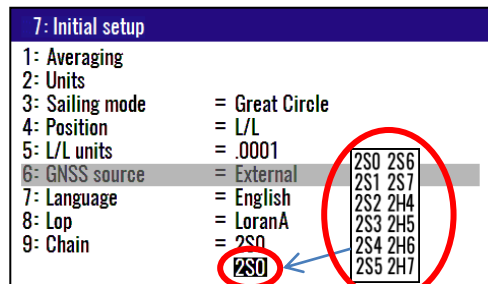 7: Initial setup
1: Averaging
2: Units
3: Sailing mode = Great Circle
4: Position = L/L
5: L/L units = .0001
6: GNSS source = External
7: Language = English
8: Lop = LoranA
9: Chain = 2S0
2S0
2S0 2S6
2S1 2S7
2S2 2H4
2S3 2H5
2S4 2H6
2S5 2H7